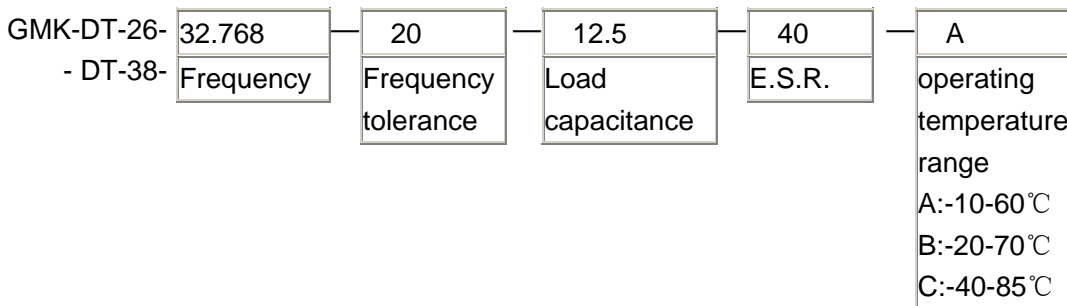 GMK-DT-26- 32.768 — 20 — 12.5 — 40 — A
- DT-38- Frequency Frequency Load E.S.R. operating
tolerance capacitance temperature
range
A:-10-60℃
B:-20-70℃
C:-40-85℃